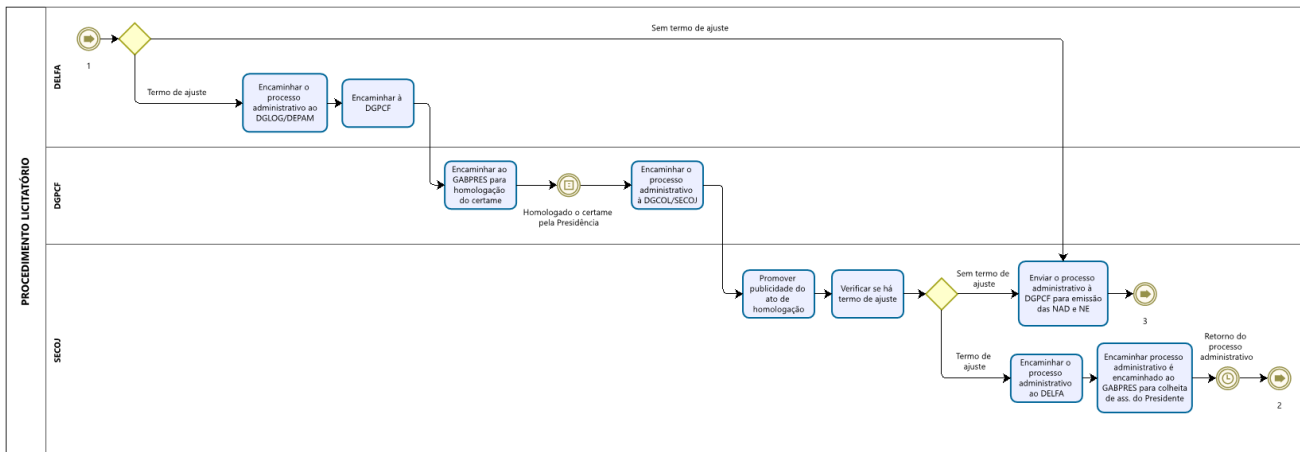 PROCEDIMENTO LICITATÓRIO
DELFA
1
Sem termo de ajuste
Termo de ajuste
Encaminhar o
processo
administrativo ao
DGLOG/DEPAM
Encaminhar à
DGPCF
DGPCF
Encaminhar ao
GABPRES para
homologação
do certame
Homologado o certame
pela Presidência
Encaminhar o
processo
administrativo
à DGCOL/SECOJ
SECOJ
Promover
publicidade do
ato de
homologação
Verificar se há
termo de ajuste
Sem termo de
ajuste
Enviar o processo
administrativo à
DGPCF para emissão
das NAD e NE
3
Termo de
ajuste
Encaminhar o
processo
administrativo
ao DELFA
Encaminhar processo
administrativo é
encaminhado ao
GABPRES para colheita
de ass. do Presidente
Retorno do
processo
administrativo
2